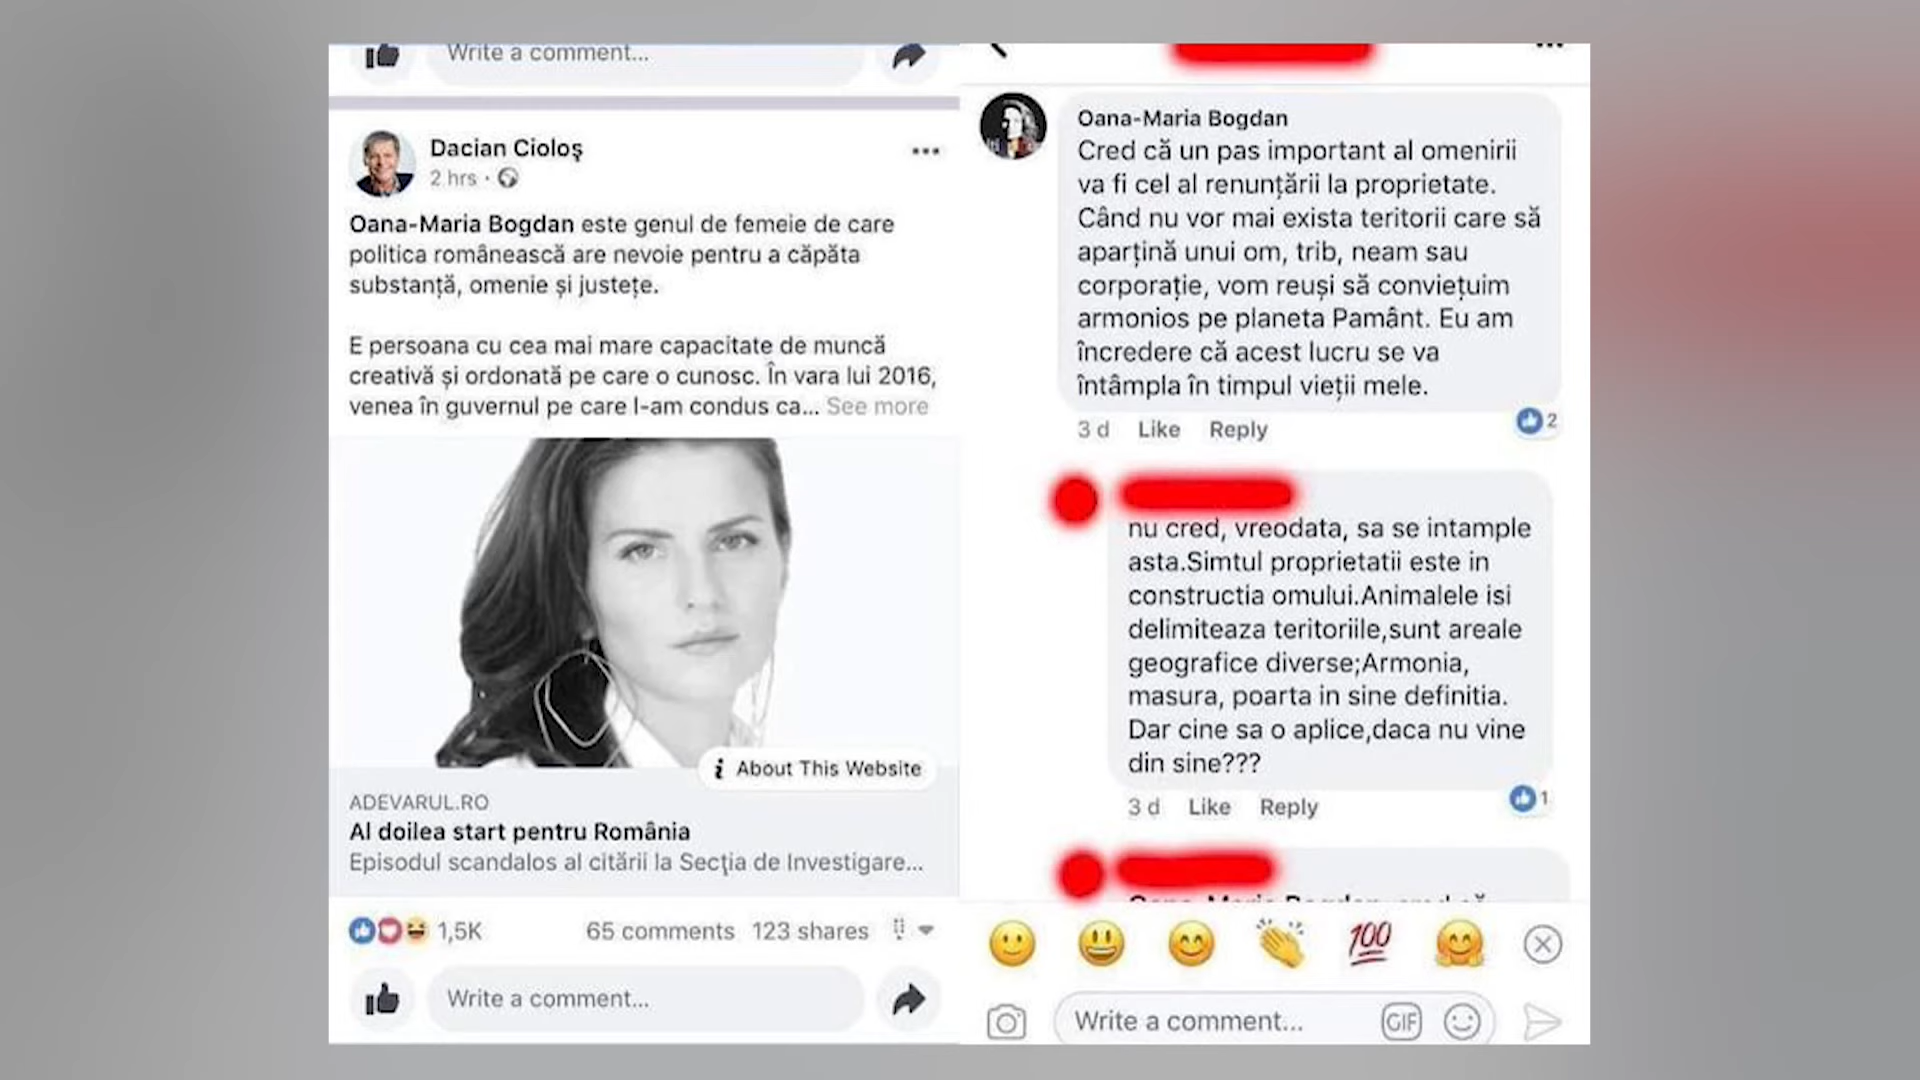 Write a comment...
Dacian Cioloş
2 hrs ·
Oana-Maria Bogdan este genul de femeie de care
politica românească are nevoie pentru a căpăta
substanță, omenie și justețe.
E persoana cu cea mai mare capacitate de muncă
creativă și ordonată pe care o cunosc. În vara lui 2016,
venea în guvernul pe care l-am condus ca... See more
i About This Website
ADEVARUL.RO
Al doilea start pentru România
Episodul scandalos al citării la Secţia de Investigare...
1,5K 65 comments 123 shares
Write a comment...
Oana-Maria Bogdan
Cred că un pas important al omenirii
va fi cel al renunțării la proprietate.
Când nu vor mai exista teritorii care să
aparțină unui om, trib, neam sau
corporație, vom reuși să conviețuim
armonios pe planeta Pamânt. Eu am
încredere că acest lucru se va
întâmpla în timpul vieții mele.
3 d Like Reply 2
nu cred, vreodata, sa se intample
asta.Simtul proprietatii este in
constructia omului.Animalele isi
delimiteaza teritoriile,sunt areale
geografice diverse;Armonia,
masura, poarta in sine definitia.
Dar cine sa o aplice,daca nu vine
din sine???
3 d Like Reply 1
100
Write a comment... GIF